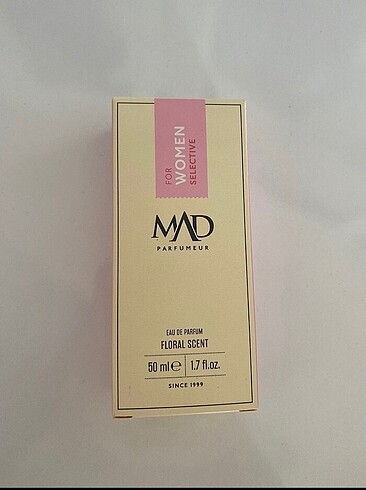 FOR
WOMEN
SELECTIVE
MAD
PARFUMEUR
EAU DE PARFUM
FLORAL SCENT
50 ml ℮ 1.7 fl.oz.
SINCE 1999